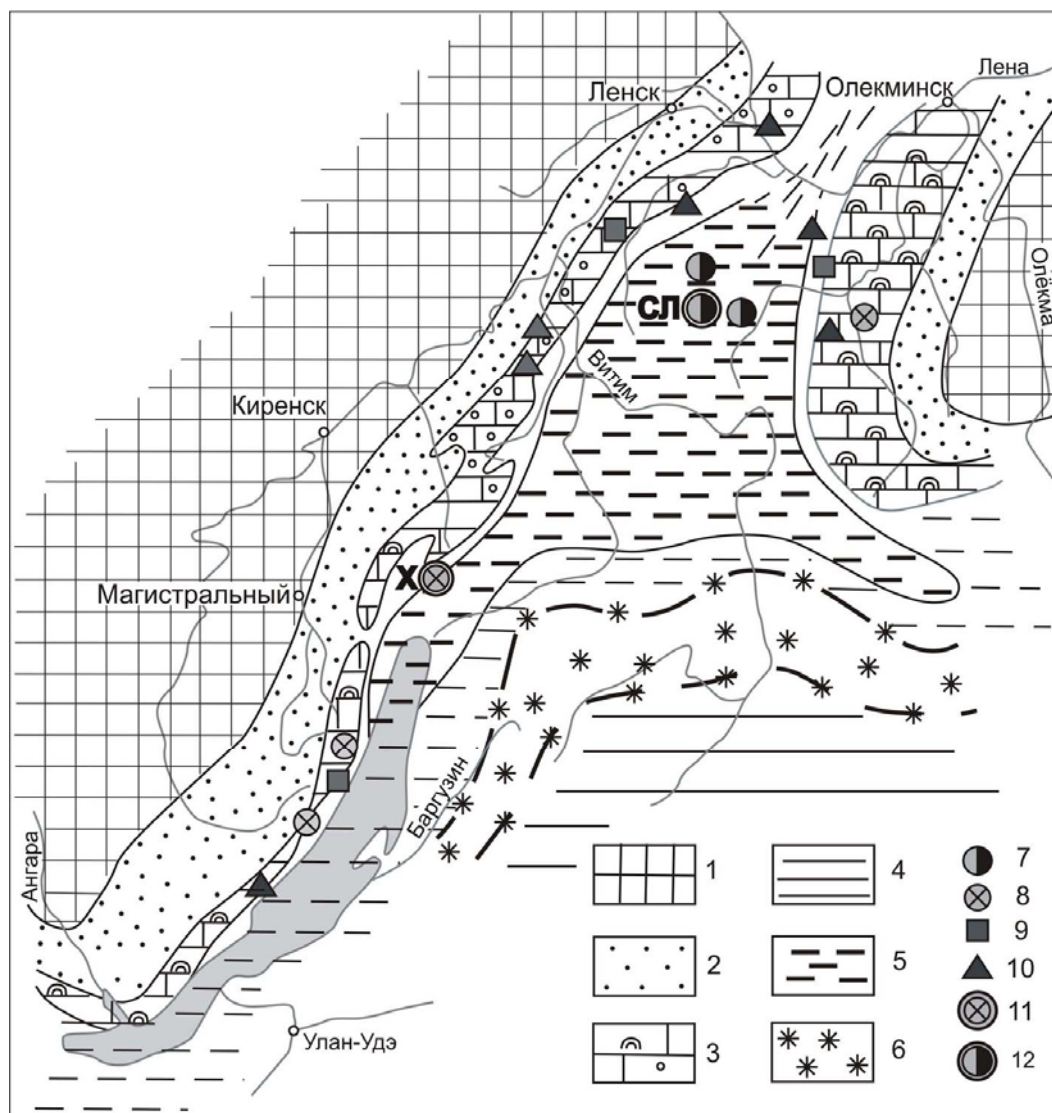 Лена
Ленск
Олекминск
Олёкма
СЛ
Витим
Киренск
Х
Магистральный
Баргузин
Ангара
Улан-Удэ
1
2
3
4
5
6
7
8
9
10
11
12